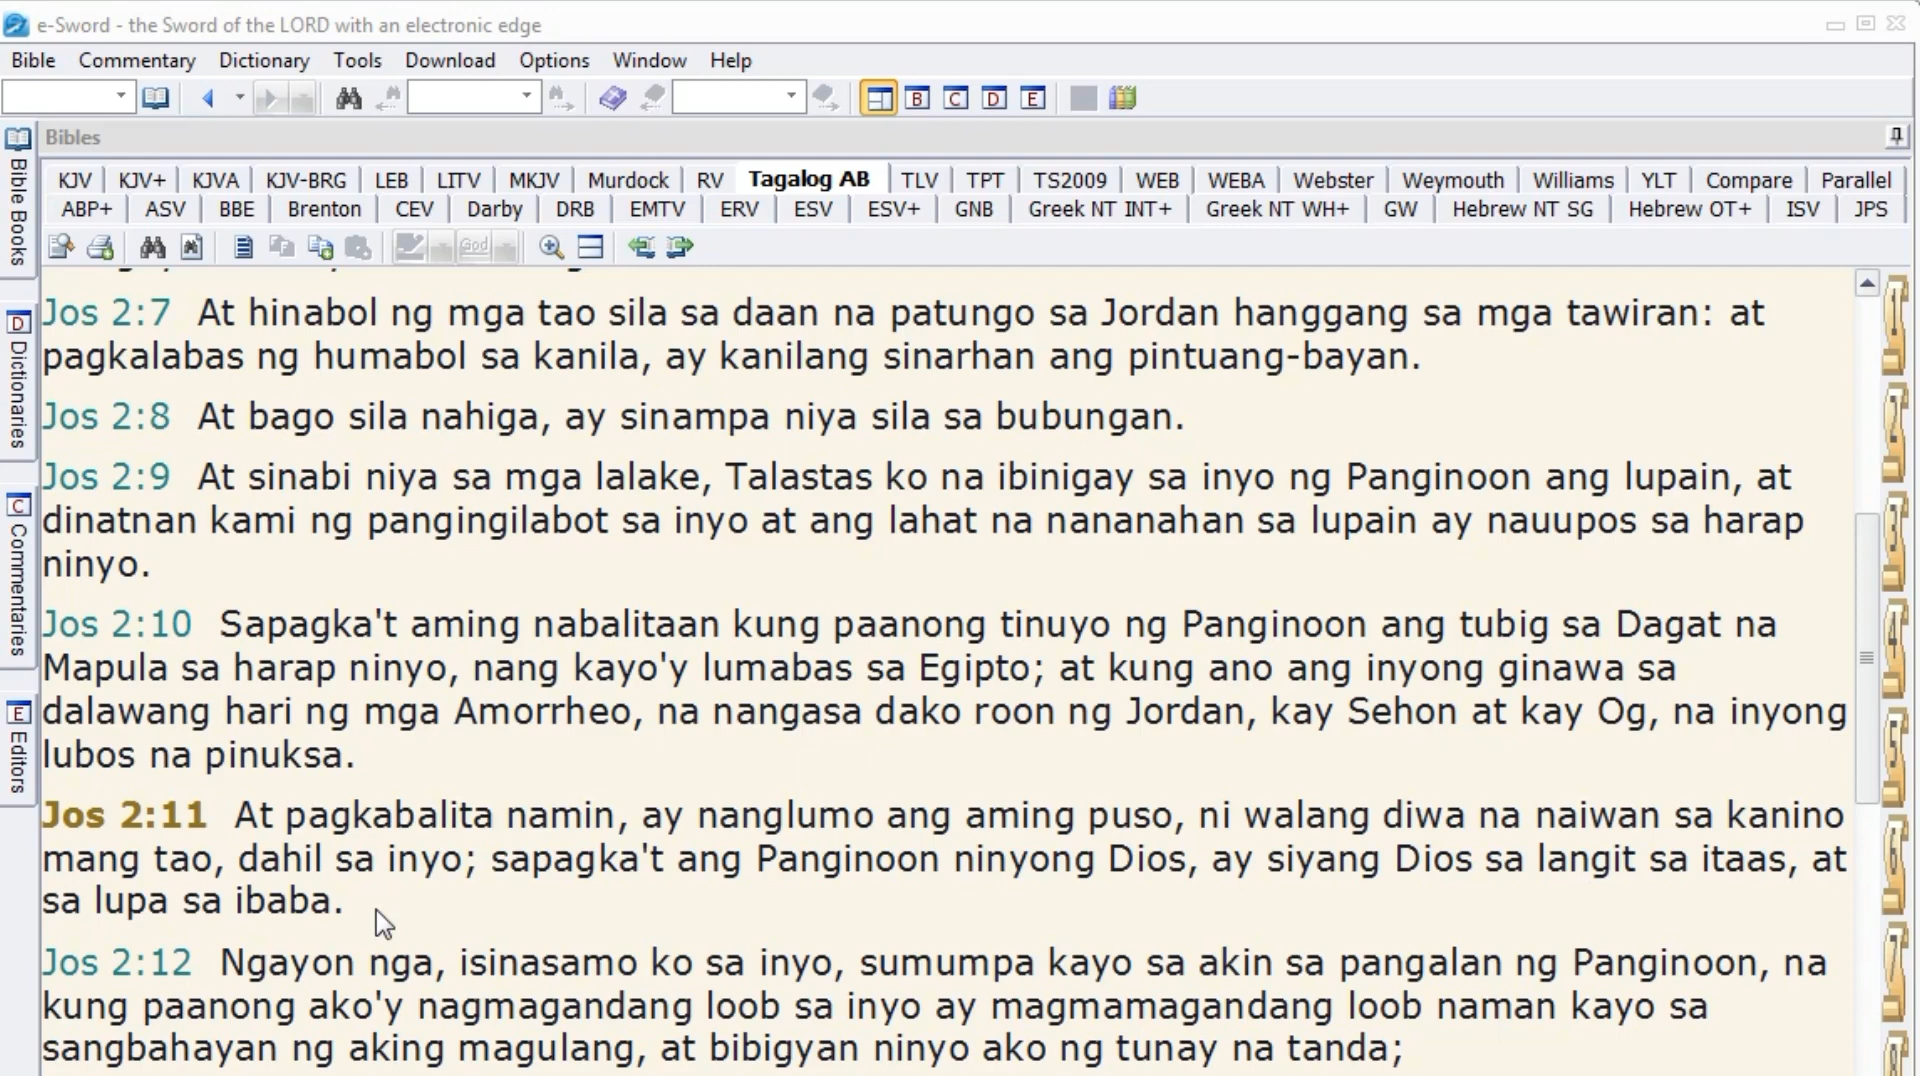 e-Sword - the Sword of the LORD with an electronic edge
Bible Commentary Dictionary Tools Download Options Window Help
B C D E
Bibles
KJV KJV+ KJVA KJV-BRG LEB LITV MKJV Murdock RV Tagalog AB TLV TPT TS2009 WEB WEBA Webster Weymouth Williams YLT Compare Parallel
ABP+ ASV BBE Brenton CEV Darby DRB EMTV ERV ESV ESV+ GNB Greek NT INT+ Greek NT WH+ GW Hebrew NT SG Hebrew OT+ ISV JPS
God
Bible Books
D Dictionaries
C Commentaries
E Editors
Jos 2:7 At hinabol ng mga tao sila sa daan na patungo sa Jordan hanggang sa mga tawiran: at
pagkalabas ng humabol sa kanila, ay kanilang sinarhan ang pintuang-bayan.
Jos 2:8 At bago sila nahiga, ay sinampa niya sila sa bubungan.
Jos 2:9 At sinabi niya sa mga lalake, Talastas ko na ibinigay sa inyo ng Panginoon ang lupain, at
dinatnan kami ng pangingilabot sa inyo at ang lahat na nananahan sa lupain ay nauupos sa harap
ninyo.
Jos 2:10 Sapagka't aming nabalitaan kung paanong tinuyo ng Panginoon ang tubig sa Dagat na
Mapula sa harap ninyo, nang kayo'y lumabas sa Egipto; at kung ano ang inyong ginawa sa
dalawang hari ng mga Amorrheo, na nangasa dako roon ng Jordan, kay Sehon at kay Og, na inyong
lubos na pinuksa.
Jos 2:11 At pagkabalita namin, ay nanglumo ang aming puso, ni walang diwa na naiwan sa kanino
mang tao, dahil sa inyo; sapagka't ang Panginoon ninyong Dios, ay siyang Dios sa langit sa itaas, at
sa lupa sa ibaba.
Jos 2:12 Ngayon nga, isinasamo ko sa inyo, sumumpa kayo sa akin sa pangalan ng Panginoon, na
kung paanong ako'y nagmagandang loob sa inyo ay magmamagandang loob naman kayo sa
sangbahayan ng aking magulang, at bibigyan ninyo ako ng tunay na tanda;
1
2
3
4
5
6
7
8